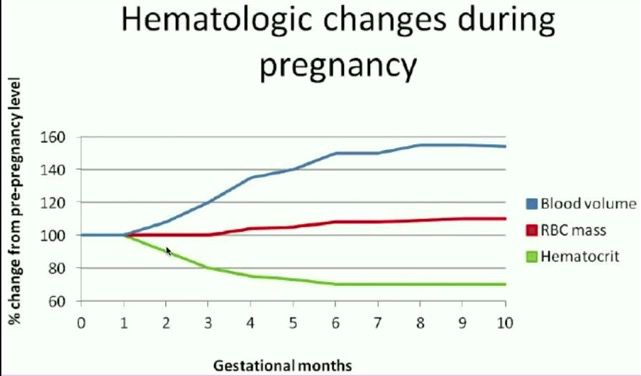 Hematologic changes during
pregnancy
% change from pre-pregnancy level
160
140
120
100
80
60
0 1 2 3 4 5 6 7 8 9 10
Gestational months
Blood volume
RBC mass
Hematocrit